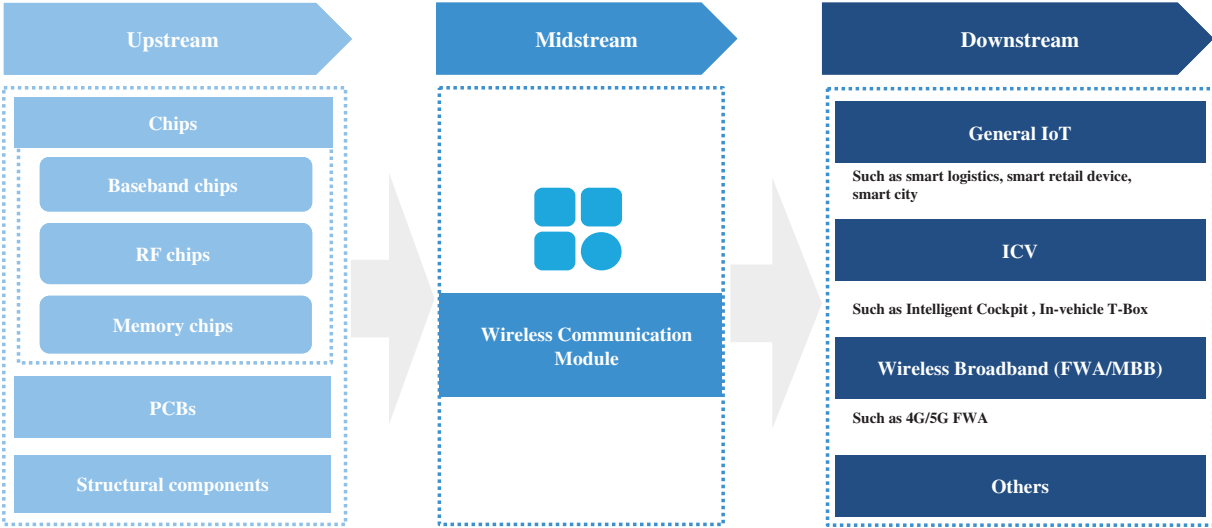 Upstream
Chips
Baseband chips
RF chips
Memory chips
PCBs
Structural components
Midstream
Wireless Communication
Module
Downstream
General IoT
Such as smart logistics, smart retail device,
smart city
ICV
Such as Intelligent Cockpit , In-vehicle T-Box
Wireless Broadband (FWA/MBB)
Such as 4G/5G FWA
Others